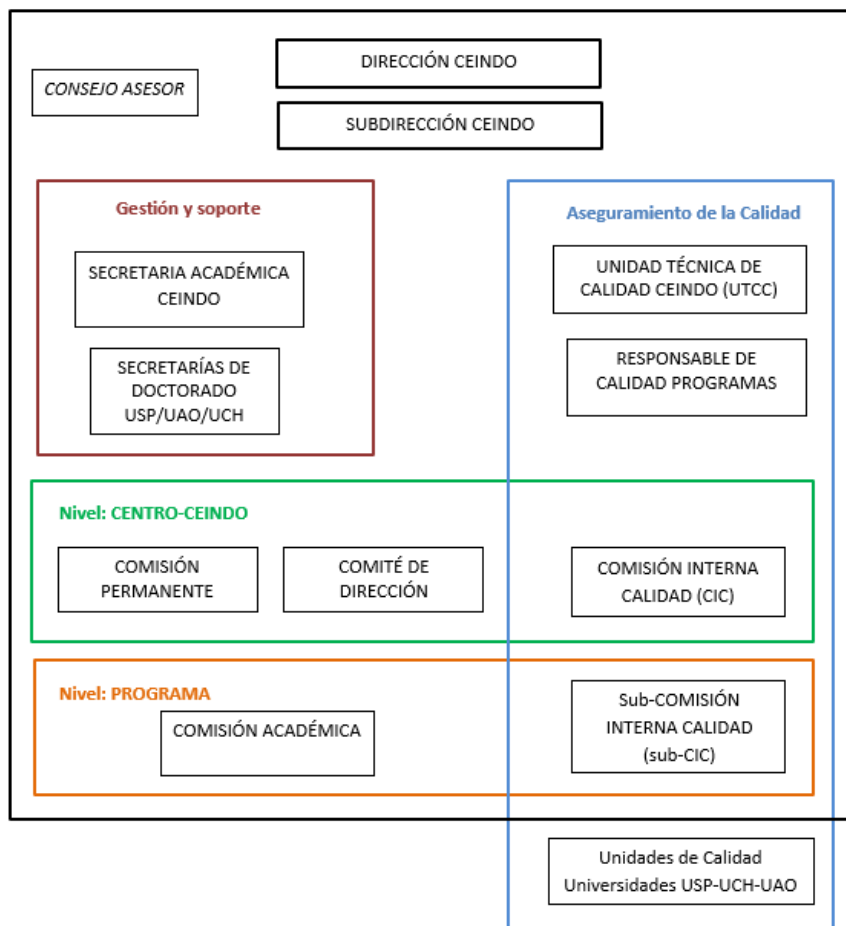 DIRECCIÓN CEINDO
CONSEJO ASESOR
SUBDIRECCIÓN CEINDO
Gestión y soporte
SECRETARIA ACADÉMICA
CEINDO
SECRETARÍAS DE
DOCTORADO
USP/UAO/UCH
Aseguramiento de la Calidad
UNIDAD TÉCNICA DE
CALIDAD CEINDO (UTCC)
RESPONSABLE DE
CALIDAD PROGRAMAS
Nivel: CENTRO-CEINDO
COMISIÓN
PERMANENTE
COMITÉ DE
DIRECCIÓN
COMISIÓN INTERNA
CALIDAD (CIC)
Nivel: PROGRAMA
COMISIÓN ACADÉMICA
Sub-COMISIÓN
INTERNA CALIDAD
(sub-CIC)
Unidades de Calidad
Universidades USP-UCH-UAO